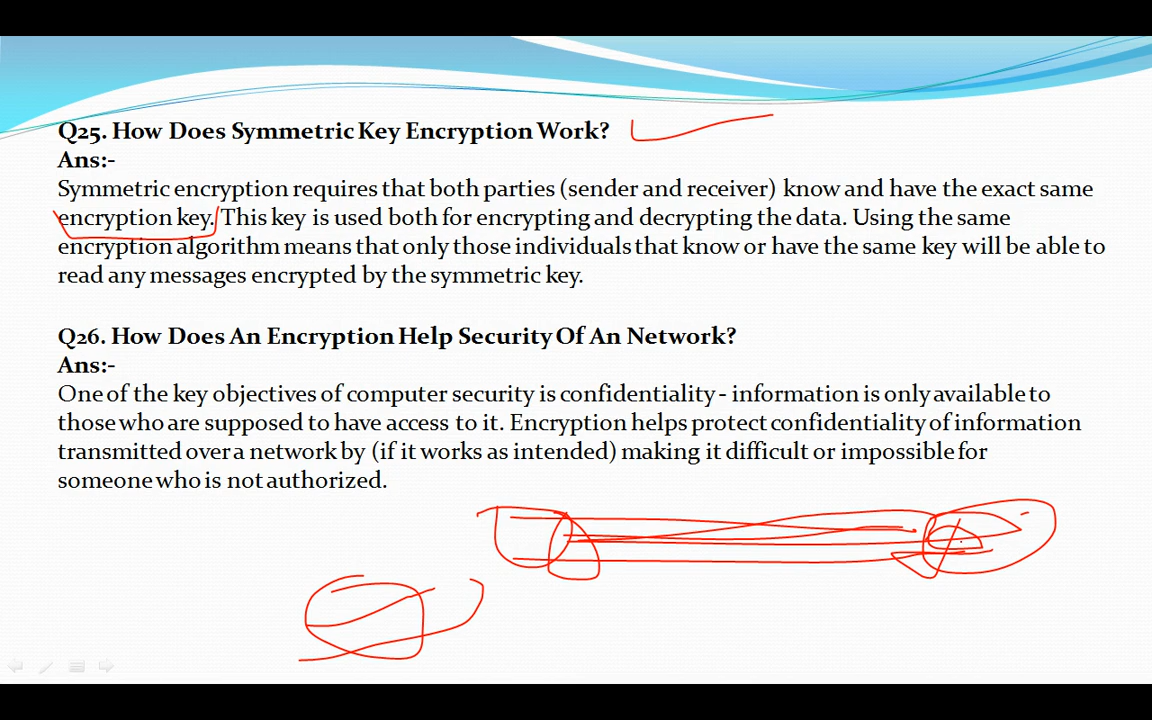 Q25. How Does Symmetric Key Encryption Work?
Ans:-
Symmetric encryption requires that both parties (sender and receiver) know and have the exact same
encryption key. This key is used both for encrypting and decrypting the data. Using the same
encryption algorithm means that only those individuals that know or have the same key will be able to
read any messages encrypted by the symmetric key.
Q26. How Does An Encryption Help Security Of An Network?
Ans:-
One of the key objectives of computer security is confidentiality - information is only available to
those who are supposed to have access to it. Encryption helps protect confidentiality of information
transmitted over a network by (if it works as intended) making it difficult or impossible for
someone who is not authorized.